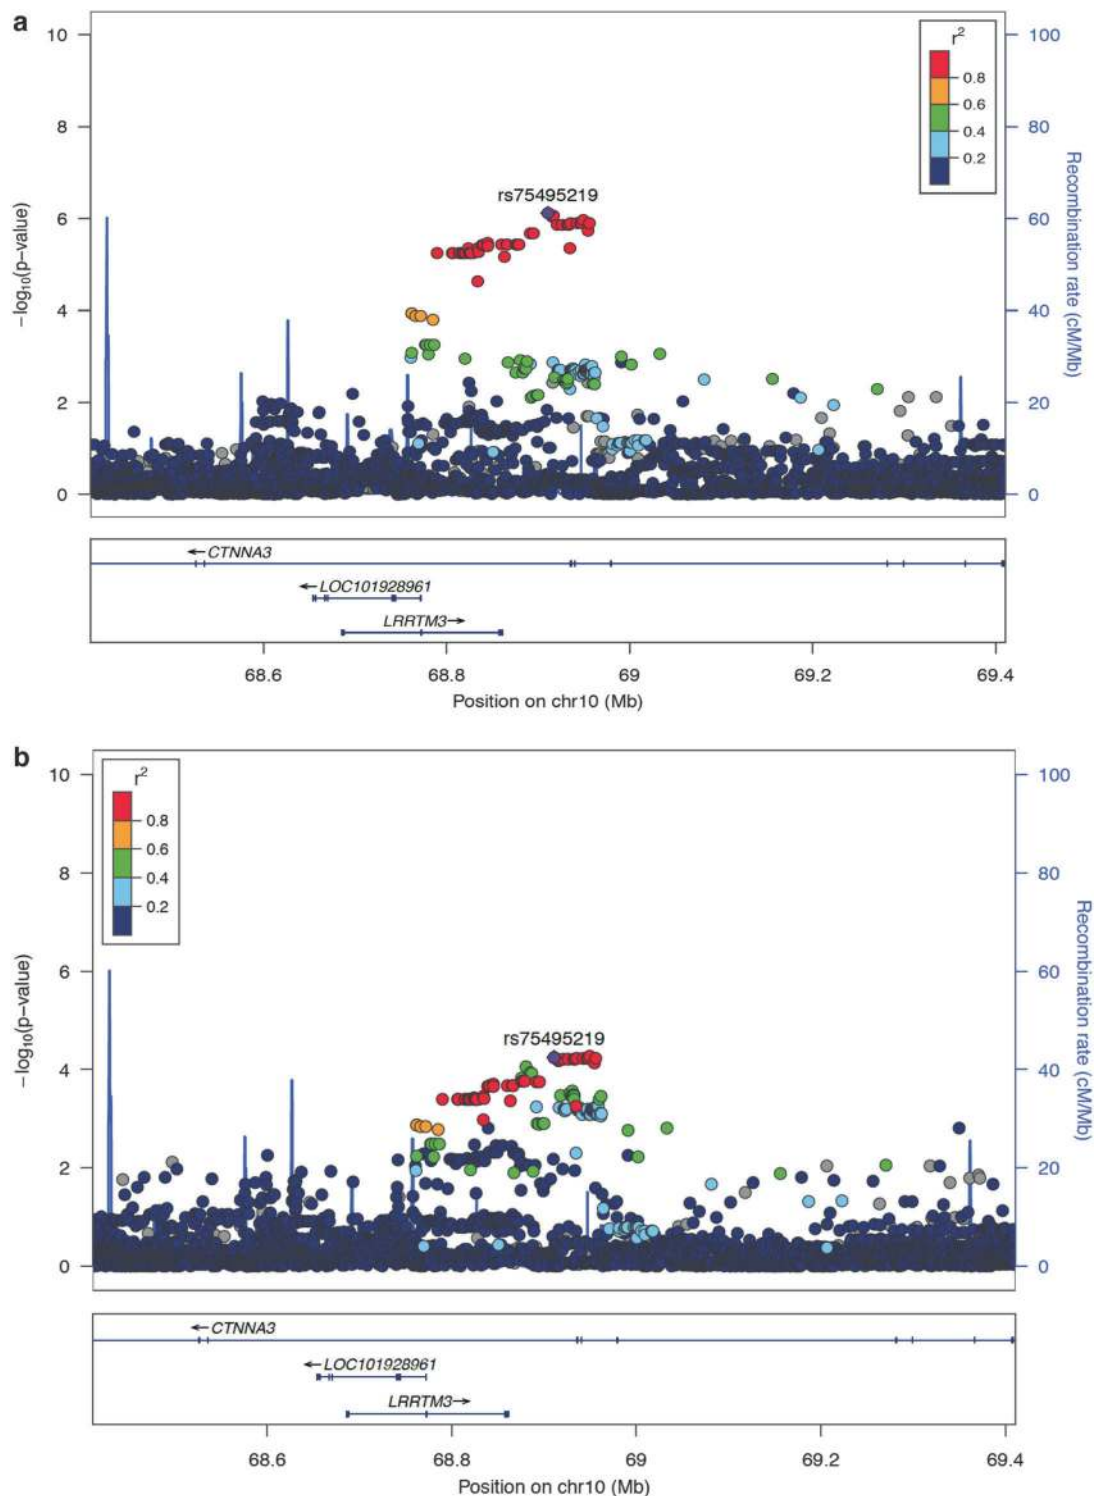 a
10
8
6
4
2
0
−log10(p−value)
100
80
60
40
20
0
Recombination rate (cM/Mb)
r2
0.8
0.6
0.4
0.2
rs75495219
←CTNNA3
←LOC101928961
LRRTM3→
68.6 68.8 69 69.2 69.4
Position on chr10 (Mb)
b
10
8
6
4
2
0
−log10(p−value)
r2
0.8
0.6
0.4
0.2
100
80
60
40
20
0
Recombination rate (cM/Mb)
rs75495219
←CTNNA3
←LOC101928961
LRRTM3→
68.6 68.8 69 69.2 69.4
Position on chr10 (Mb)